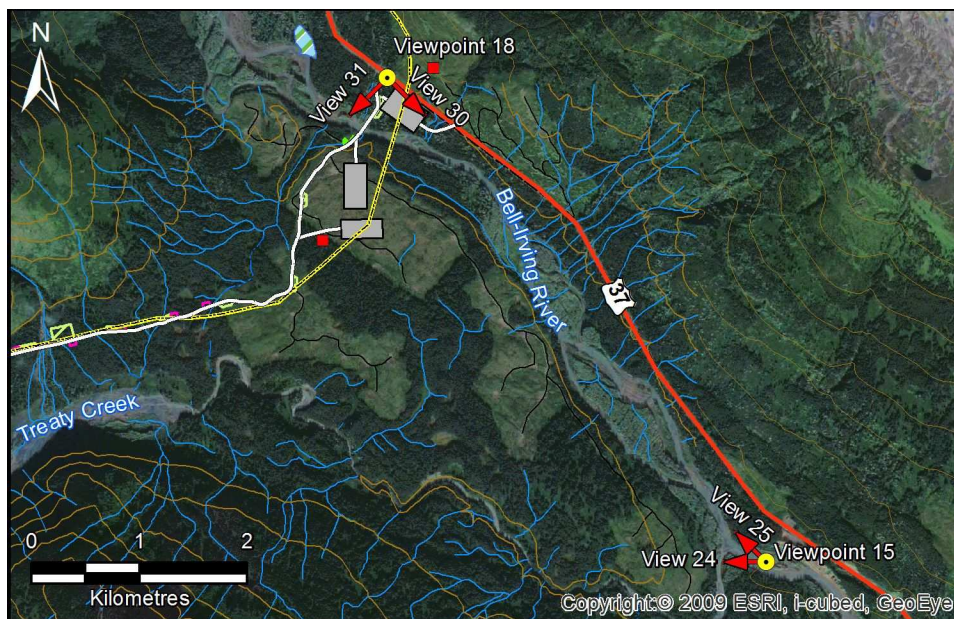 N
Viewpoint 18
View 31
View 30
Bell-Irving River
37
Treaty Creek
0 1 2
Kilometres
View 25
View 24
Viewpoint 15
Copyright:© 2009 ESRI, i-cubed, GeoEye